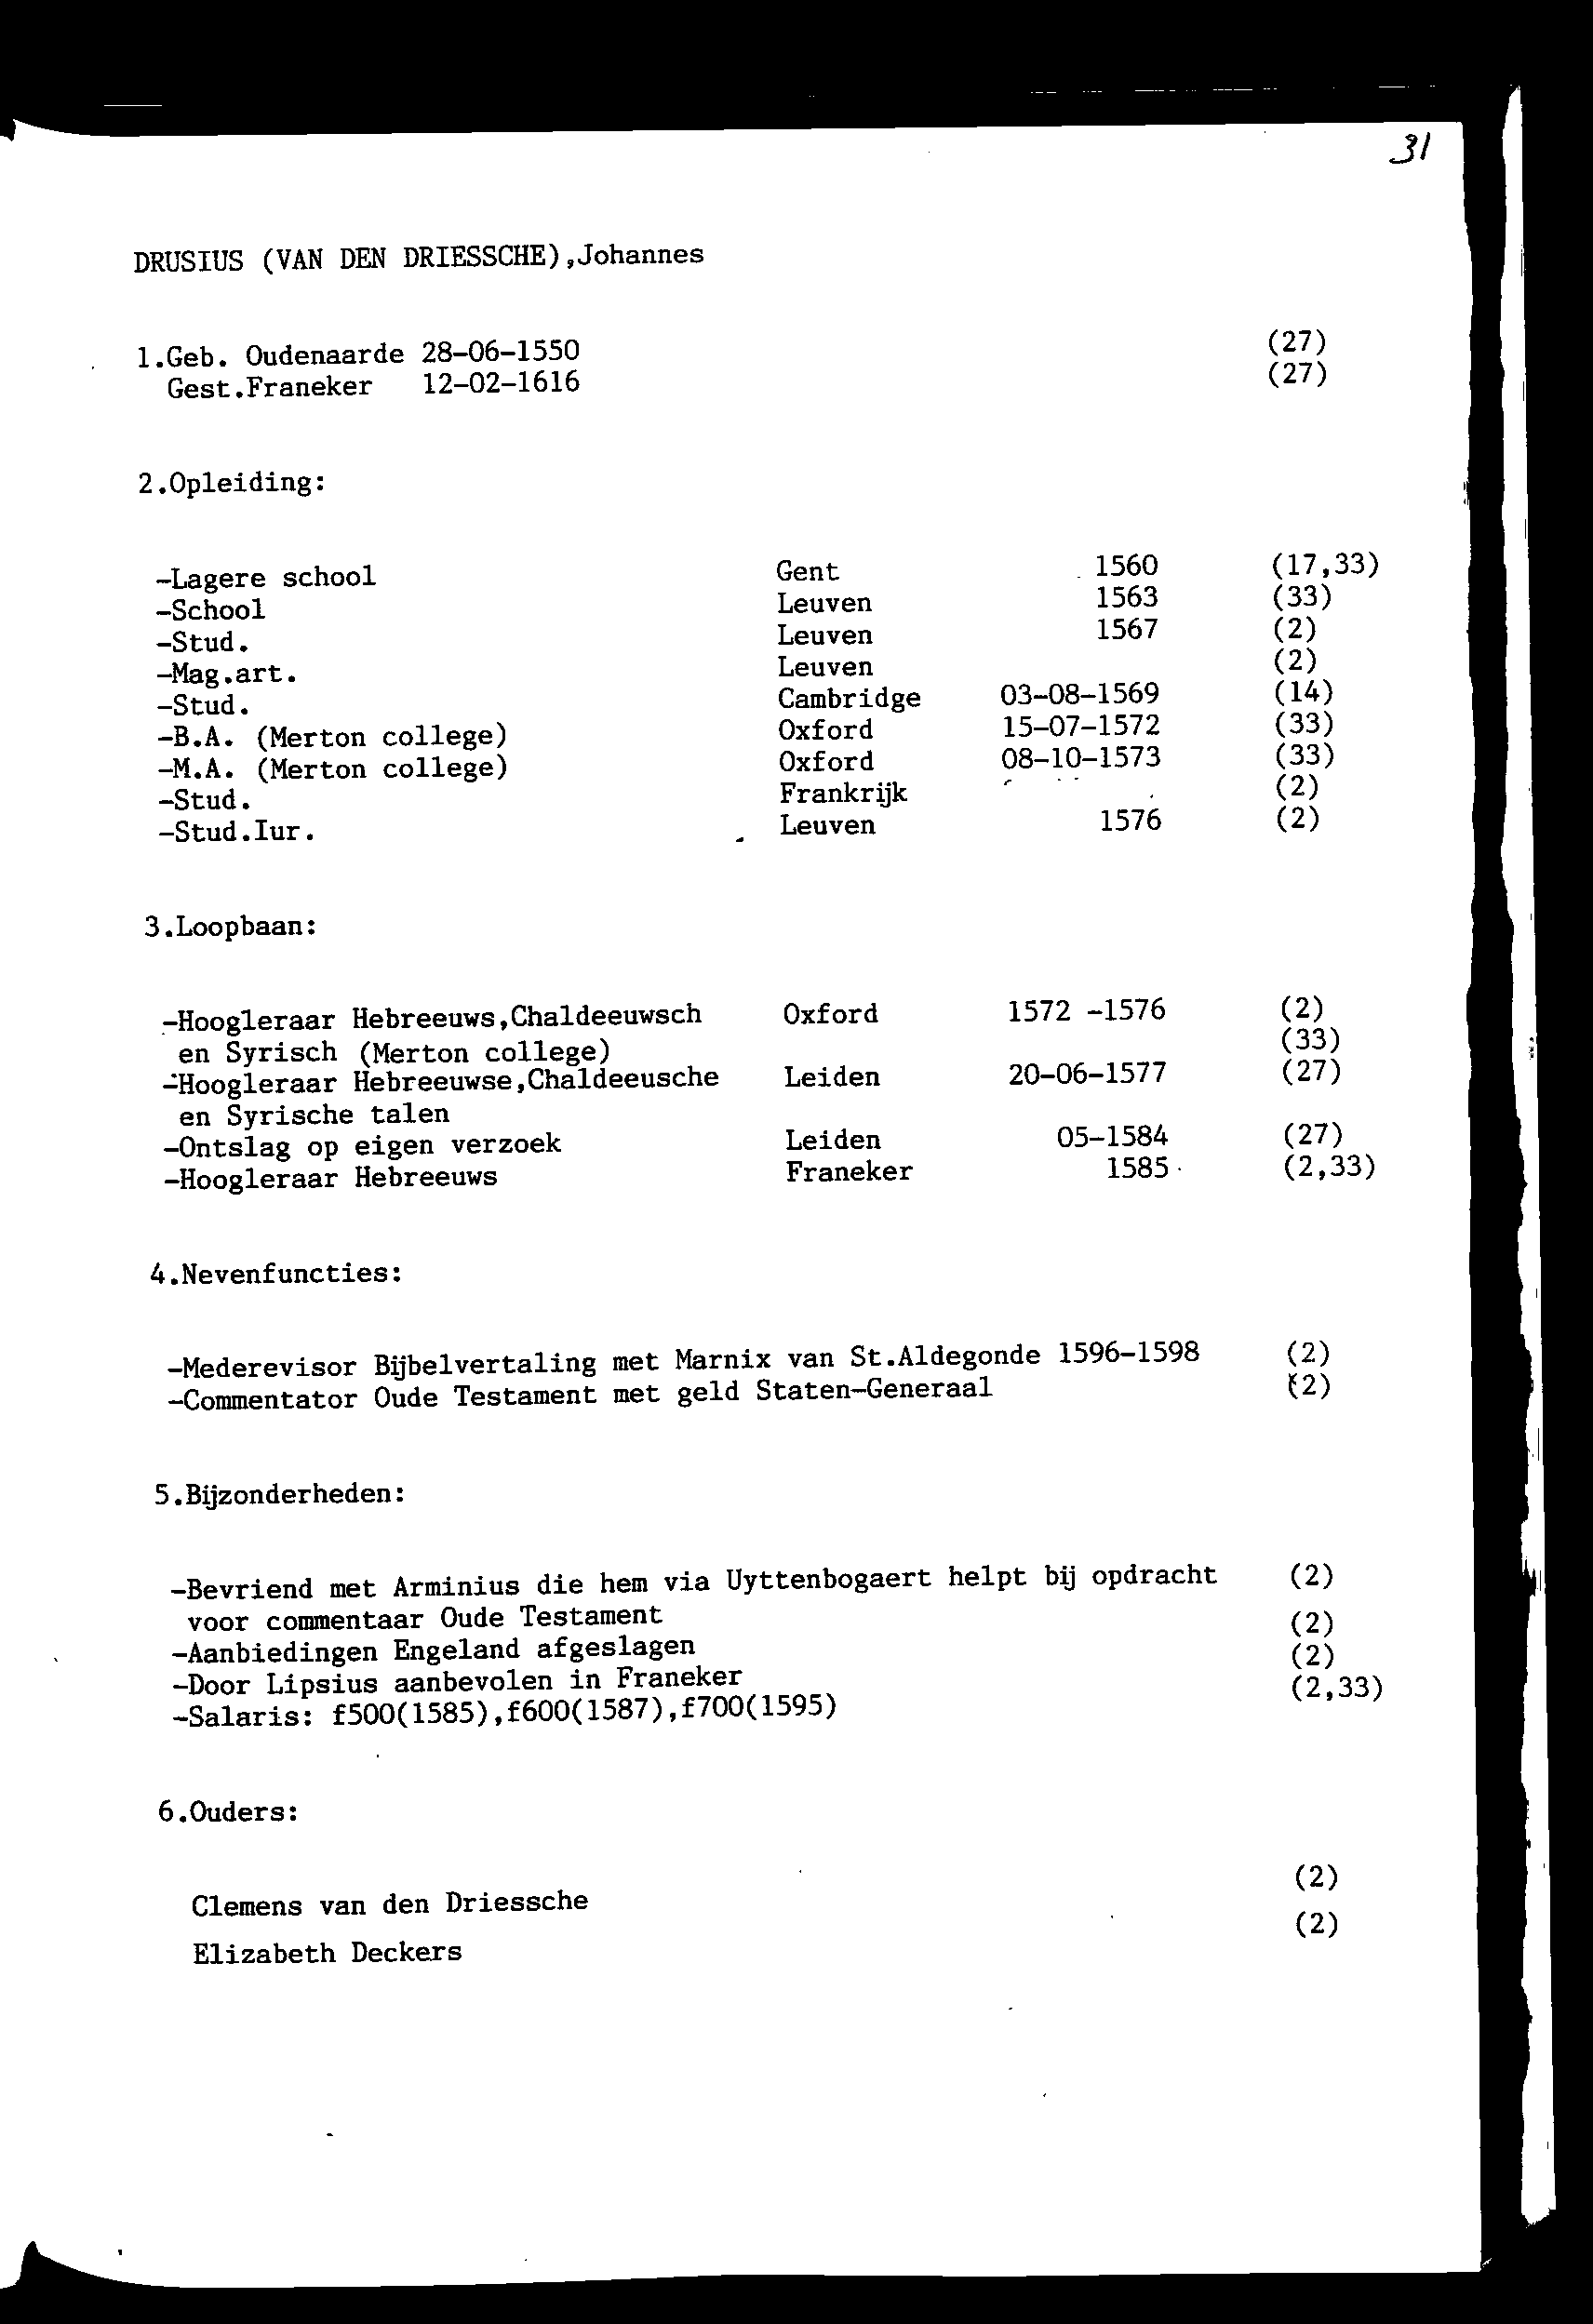 31
DRUSIUS (VAN DEN DRIESSCHE),Johannes
1.Geb. Oudenaarde 28-06-1550 (27)
Gest.Franeker 12-02-1616 (27)
2.Opleiding:
-Lagere school Gent 1560 (17,33)
-School Leuven 1563 (33)
-Stud. Leuven 1567 (2)
-Mag.art. Leuven (2)
-Stud. Cambridge 03-08-1569 (14)
-B.A. (Merton college) Oxford 15-07-1572 (33)
-M.A. (Merton college) Oxford 08-10-1573 (33)
-Stud. Frankrijk (2)
-Stud.Iur. Leuven 1576 (2)
3.Loopbaan:
-Hoogleraar Hebreeuws,Chaldeeuwsch Oxford 1572 -1576 (2)
en Syrisch (Merton college) (33)
-Hoogleraar Hebreeuwse,Chaldeeusche Leiden 20-06-1577 (27)
en Syrische talen
-Ontslag op eigen verzoek Leiden 05-1584 (27)
-Hoogleraar Hebreeuws Franeker 1585 (2,33)
4.Nevenfuncties:
-Mederevisor Bijbelvertaling met Marnix van St.Aldegonde 1596-1598 (2)
-Commentator Oude Testament met geld Staten-Generaal (2)
5.Bijzonderheden:
-Bevriend met Arminius die hem via Uyttenbogaert helpt bij opdracht (2)
voor commentaar Oude Testament
-Aanbiedingen Engeland afgeslagen (2)
-Door Lipsius aanbevolen in Franeker (2)
-Salaris: f500(1585),f600(1587),f700(1595) (2,33)
6.Ouders:
Clemens van den Driessche (2)
Elizabeth Deckers (2)